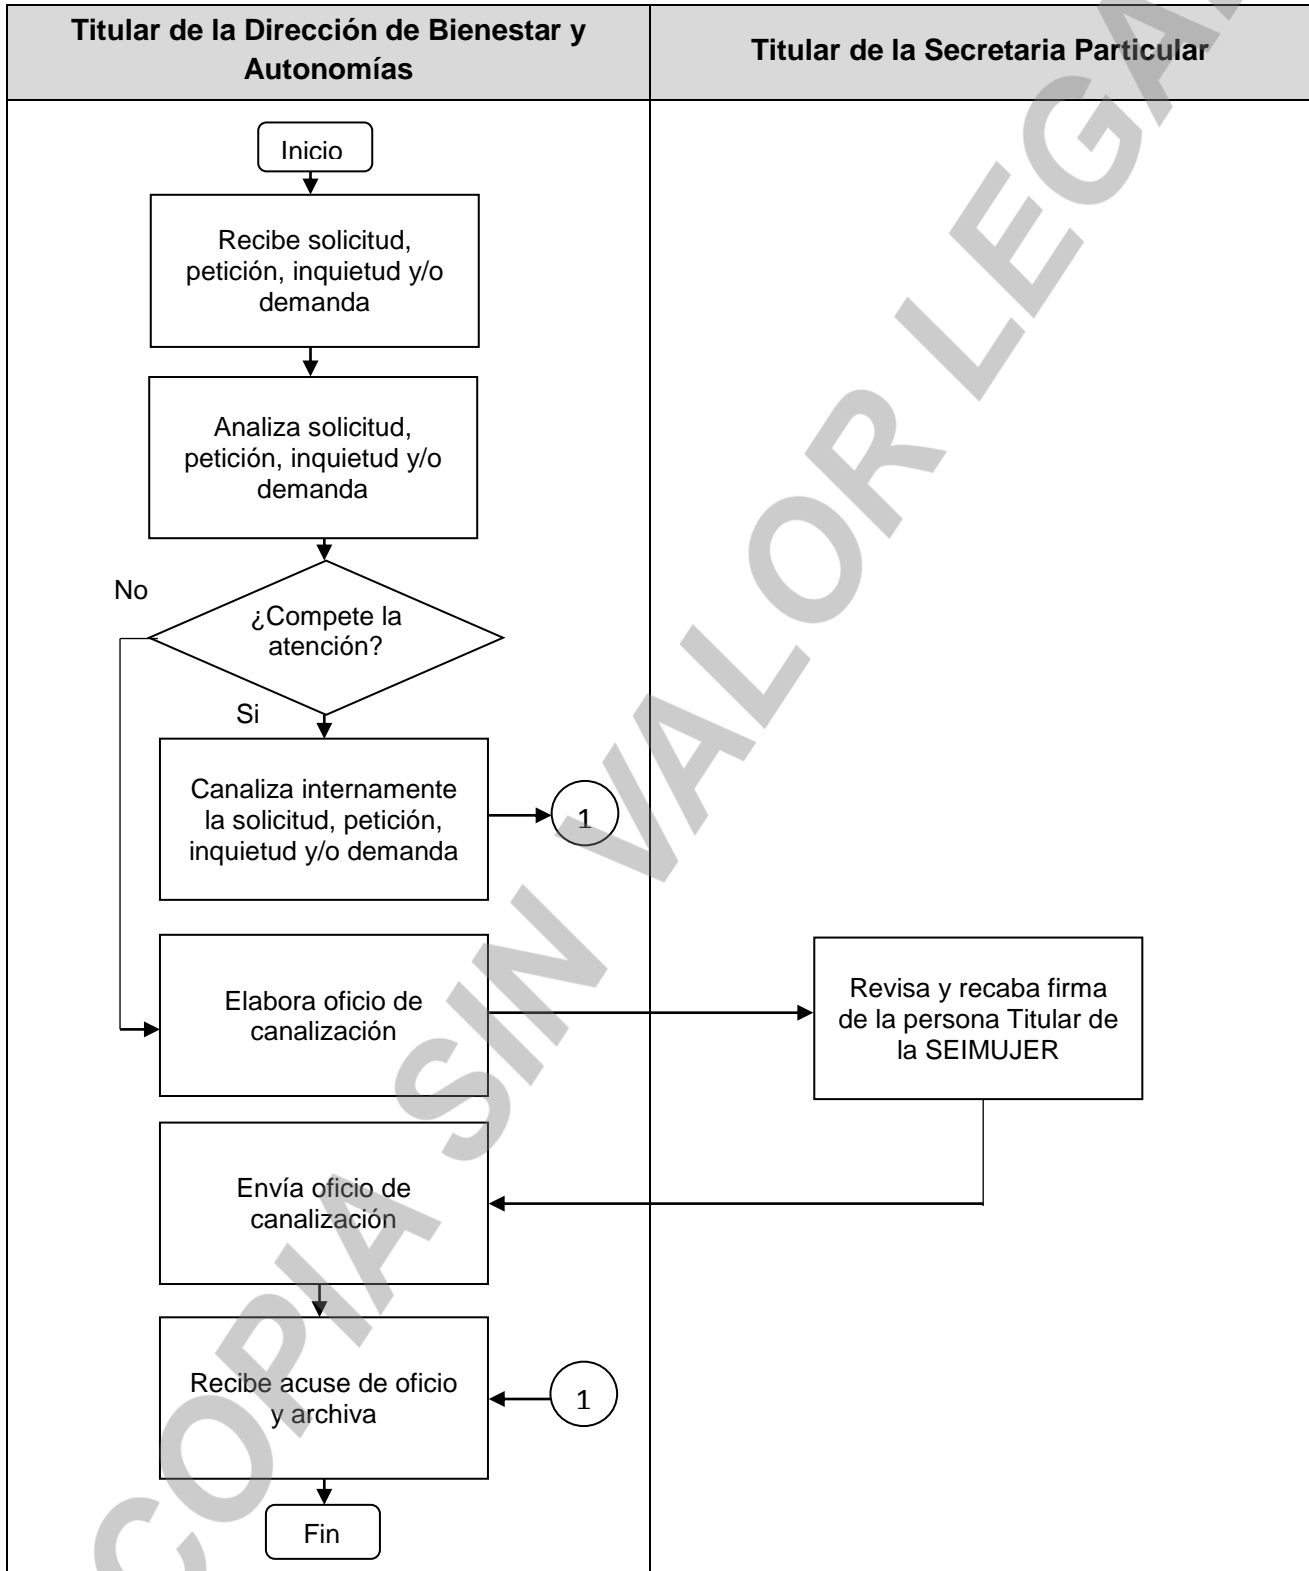 Titular de la Dirección de Bienestar y
Autonomías
Titular de la Secretaria Particular
Inicio
Recibe solicitud,
petición, inquietud y/o
demanda
Analiza solicitud,
petición, inquietud y/o
demanda
No
¿Compete la
atención?
Si
Canaliza internamente
la solicitud, petición,
inquietud y/o demanda
1
Elabora oficio de
canalización
Revisa y recaba firma
de la persona Titular de
la SEIMUJER
Envía oficio de
canalización
Recibe acuse de oficio
y archiva
1
Fin
COPIA SIN VALOR LEGAL